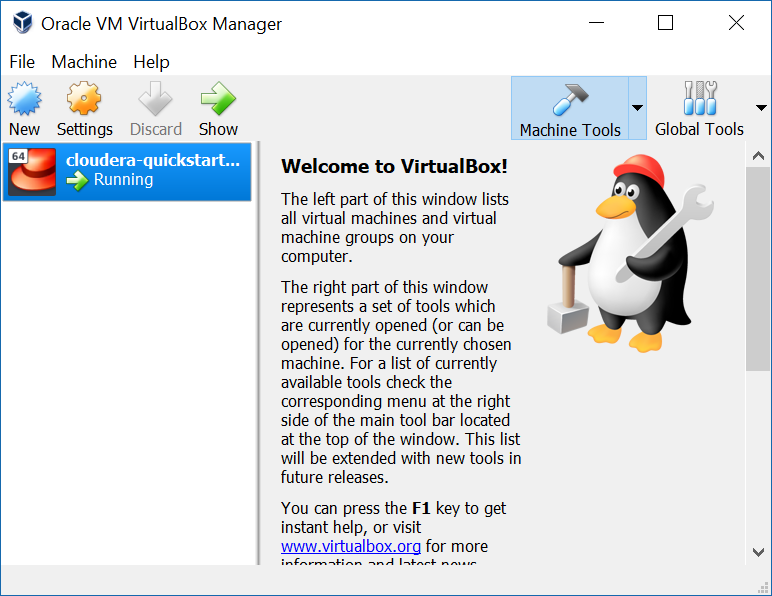 Oracle VM VirtualBox Manager
File Machine Help
New Settings Discard Show Machine Tools Global Tools
64
cloudera-quickstart...
Running
Welcome to VirtualBox!
The left part of this window lists
all virtual machines and virtual
machine groups on your
computer.
The right part of this window
represents a set of tools which
are currently opened (or can be
opened) for the currently chosen
machine. For a list of currently
available tools check the
corresponding menu at the right
side of the main tool bar located
at the top of the window. This list
will be extended with new tools in
future releases.
You can press the F1 key to get
instant help, or visit
www.virtualbox.org for more
information and latest news.